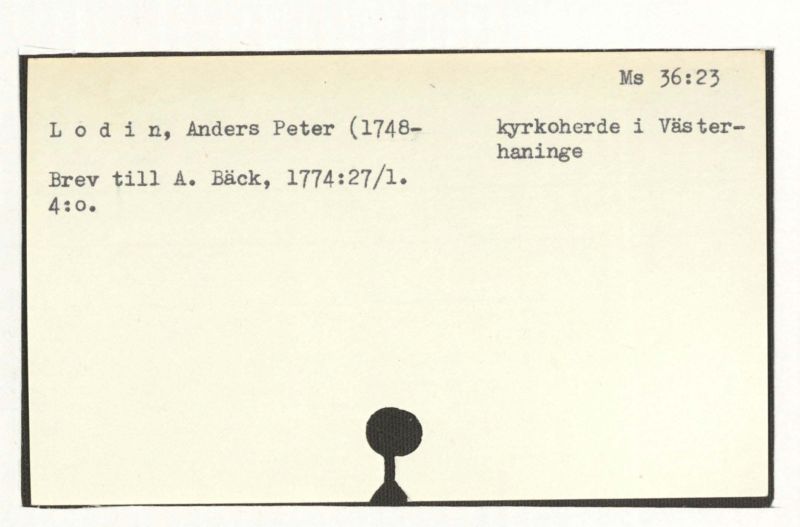 Ms 36:23
L o d i n, Anders Peter (1748- kyrkoherde i Väster-
haninge
Brev till A. Bäck, 1774:27/1.
4:o.